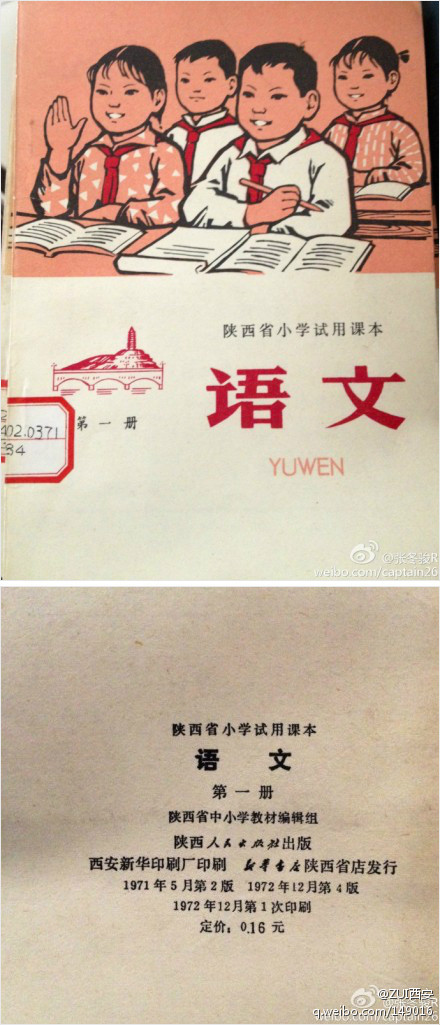 陕西省小学试用课本
语文
YUWEN
第一册
402.0371
@张冬骏R
weibo.com/captain26
陕西省小学试用课本
语文
第一册
陕西省中小学教材编辑组
陕西人民出版社出版
西安新华印刷厂印刷 新华书店陕西省店发行
1971年5月第2版 1972年12月第4版
1972年12月第1次印刷
定价：0.16元
@ZUI西安
q.weibo.com/149016